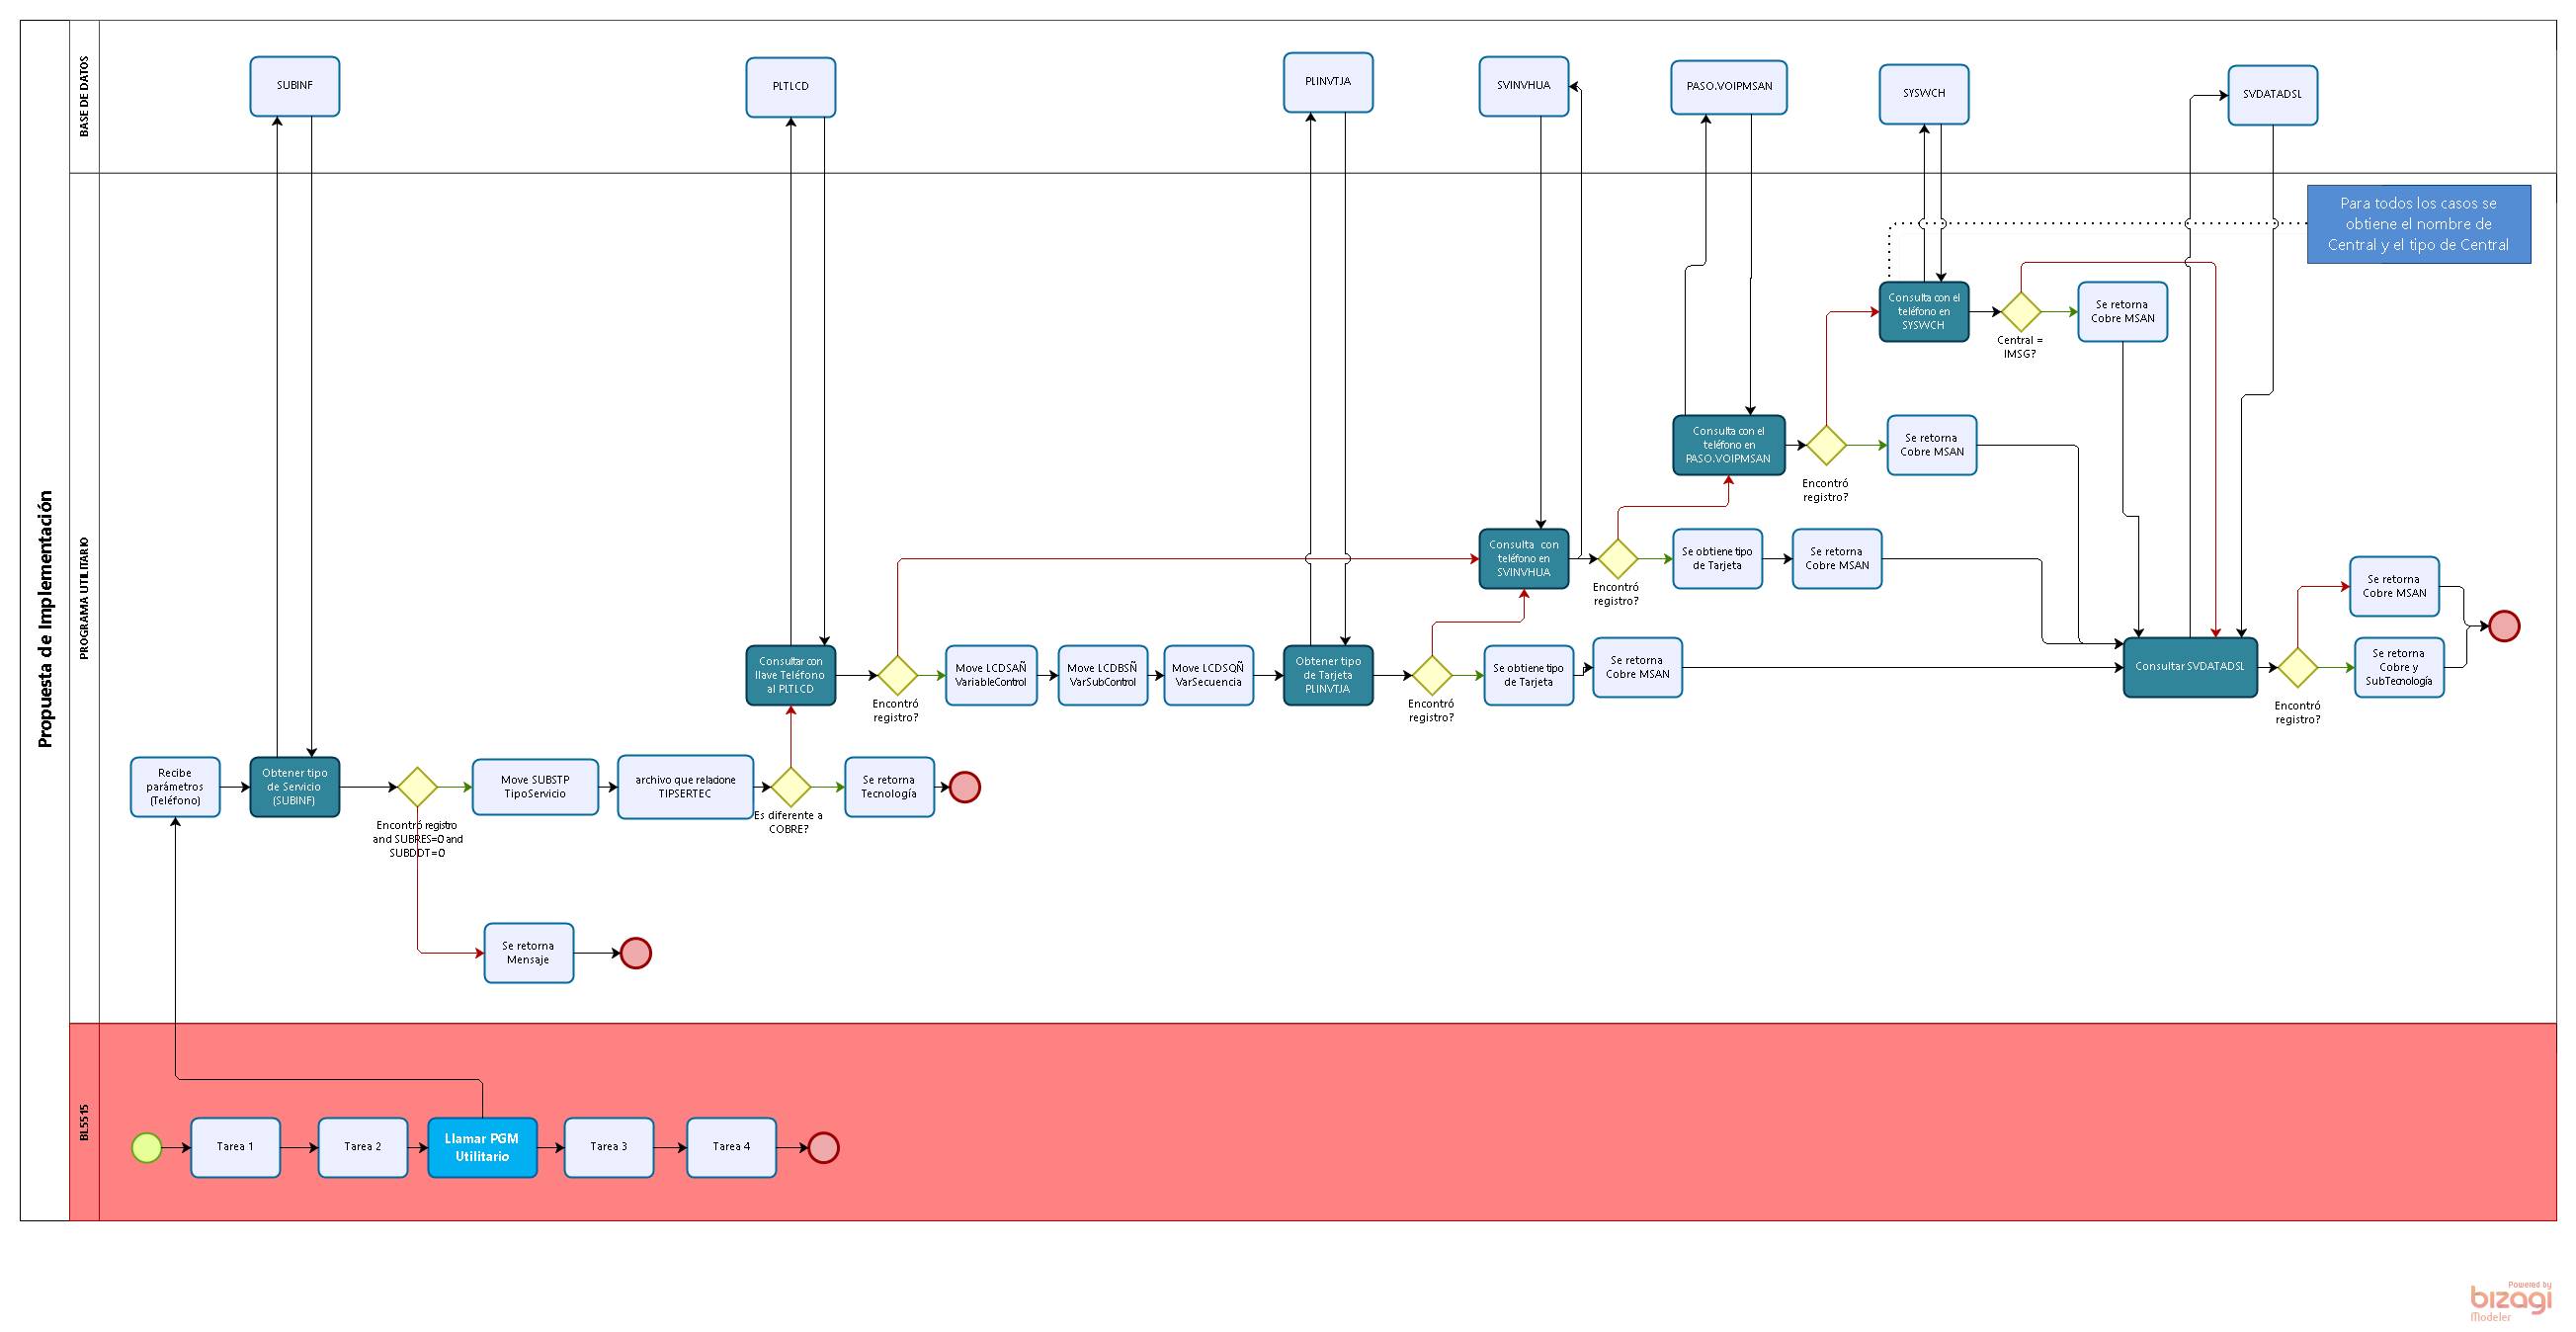 Propuesta de Implementación
BASE DE DATOS
SUBINF
PLTLCD
PLINVTJA
SVINVHUA
PASO.VOIPMSAN
SYSWCH
SVDATADSL
PROGRAMA UTILITARIO
Para todos los casos se
obtiene el nombre de
Central y el tipo de Central
Consulta con el
teléfono en
SYSWCH
Central =
IMSG?
Se retorna
Cobre MSAN
Consulta con el
teléfono en
PASO.VOIPMSAN
Encontró
registro?
Se retorna
Cobre MSAN
Consulta con
teléfono en
SVINVHUA
Encontró
registro?
Se obtiene tipo
de Tarjeta
Se retorna
Cobre MSAN
Consultar con
llave Teléfono
al PLTLCD
Encontró
registro?
Move LCDSAÑ
VariableControl
Move LCDBSÑ
VarSubControl
Move LCDSQÑ
VarSecuencia
Obtener tipo
de Tarjeta
PLINVTJA
Encontró
registro?
Se obtiene tipo
de Tarjeta
Se retorna
Cobre MSAN
Consultar SVDATADSL
Encontró
registro?
Se retorna
Cobre MSAN
Se retorna
Cobre y
SubTecnología
Recibe
parámetros
(Teléfono)
Obtener tipo
de Servicio
(SUBINF)
Encontró registro
and SUBRES=0 and
SUBDDT=0
Move SUBSTP
TipoServicio
archivo que relacione
TIPSERTEC
Es diferente a
COBRE?
Se retorna
Tecnología
Se retorna
Mensaje
BL5515
Tarea 1
Tarea 2
Llamar PGM
Utilitario
Tarea 3
Tarea 4
Powered by
bizagi
Modeler